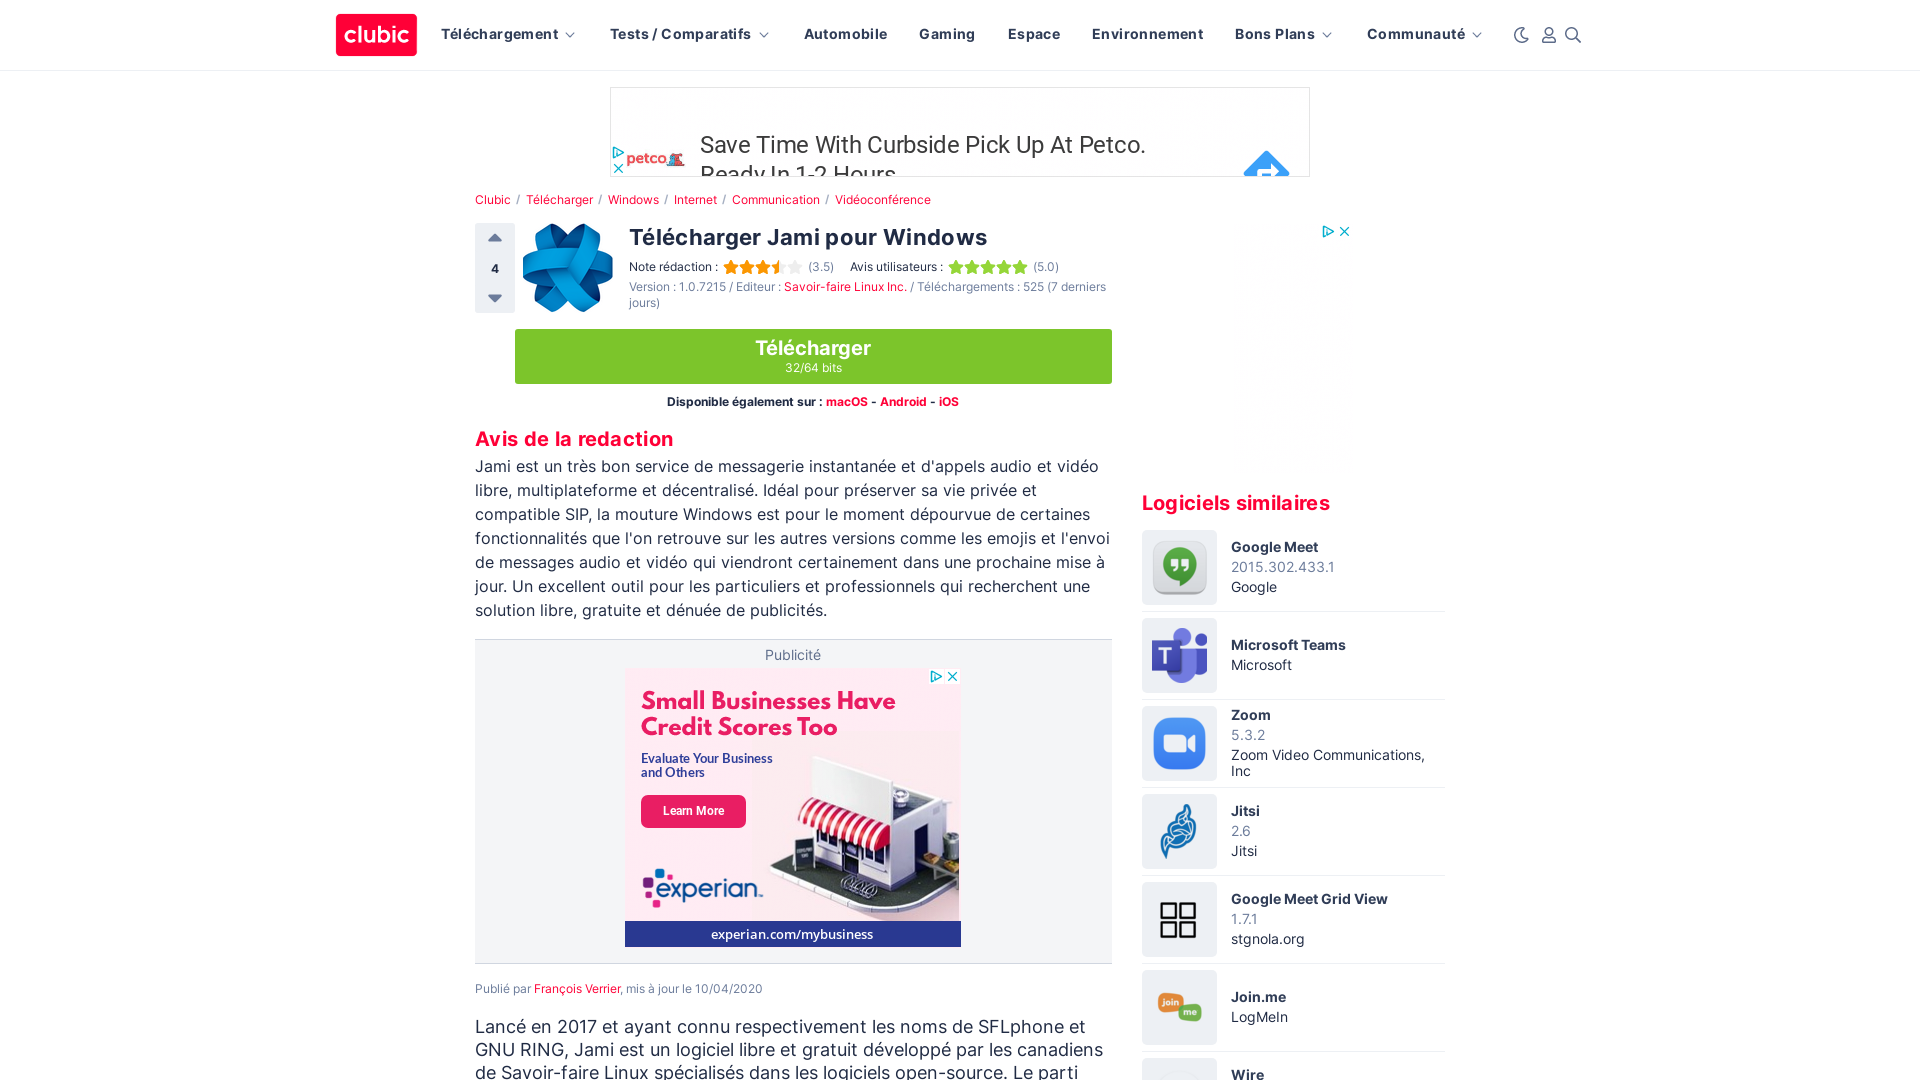 clubic
Téléchargement
Tests / Comparatifs
Automobile
Gaming
Espace
Environnement
Bons Plans
Communauté
petco
Save Time With Curbside Pick Up At Petco.
Ready In 1-2 Hours
Clubic / Télécharger / Windows / Internet / Communication / Vidéoconférence
4
Télécharger Jami pour Windows
Note rédaction : (3.5) Avis utilisateurs : (5.0)
Version : 1.0.7215 / Editeur : Savoir-faire Linux Inc. / Téléchargements : 525 (7 derniers
jours)
Télécharger
32/64 bits
Disponible également sur : macOS - Android - iOS
Avis de la redaction
Jami est un très bon service de messagerie instantanée et d'appels audio et vidéo
libre, multiplateforme et décentralisé. Idéal pour préserver sa vie privée et
compatible SIP, la mouture Windows est pour le moment dépourvue de certaines
fonctionnalités que l'on retrouve sur les autres versions comme les emojis et l'envoi
de messages audio et vidéo qui viendront certainement dans une prochaine mise à
jour. Un excellent outil pour les particuliers et professionnels qui recherchent une
solution libre, gratuite et dénuée de publicités.
Publicité
Small Businesses Have
Credit Scores Too
Evaluate Your Business
and Others
Learn More
experian.
experian.com/mybusiness
Publié par François Verrier, mis à jour le 10/04/2020
Lancé en 2017 et ayant connu respectivement les noms de SFLphone et
GNU RING, Jami est un logiciel libre et gratuit développé par les canadiens
de Savoir-faire Linux spécialisés dans les logiciels open-source. Le parti
Logiciels similaires
Google Meet
2015.302.433.1
Google
Microsoft Teams
Microsoft
Zoom
5.3.2
Zoom Video Communications,
Inc
Jitsi
2.6
Jitsi
Google Meet Grid View
1.7.1
stgnola.org
join
me
Join.me
LogMeIn
Wire